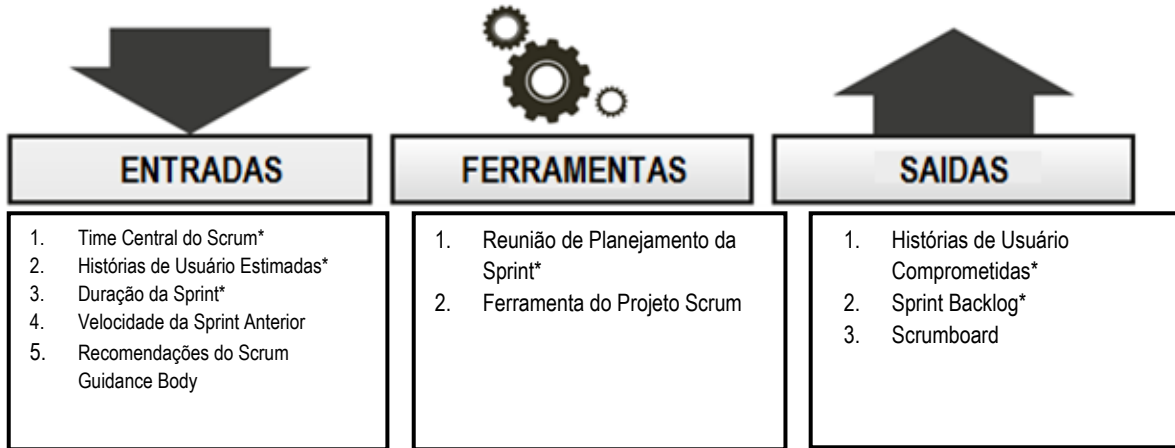 ENTRADAS
1. Time Central do Scrum*
2. Histórias de Usuário Estimadas*
3. Duração da Sprint*
4. Velocidade da Sprint Anterior
5. Recomendações do Scrum
Guidance Body
FERRAMENTAS
1. Reunião de Planejamento da
Sprint*
2. Ferramenta do Projeto Scrum
SAIDAS
1. Histórias de Usuário
Comprometidas*
2. Sprint Backlog*
3. Scrumboard